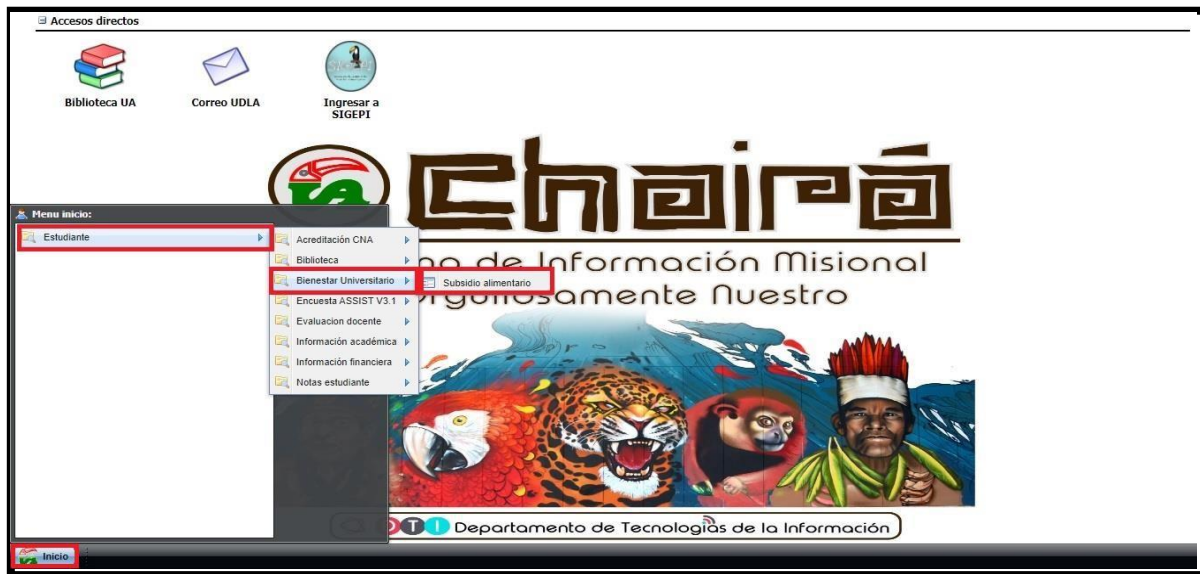 Accesos directos
Biblioteca UA
Correo UDLA
Ingresar a
SIGEPI
Chairá
de Información Misional
Orgullosamente Nuestro
Menu inicio:
Estudiante
Acreditación CNA
Biblioteca
Bienestar Universitario
Subsidio alimentario
Encuesta ASSIST V3.1
Evaluacion docente
Información académica
Información financiera
Notas estudiante
DTI Departamento de Tecnologías de la Información
Inicio